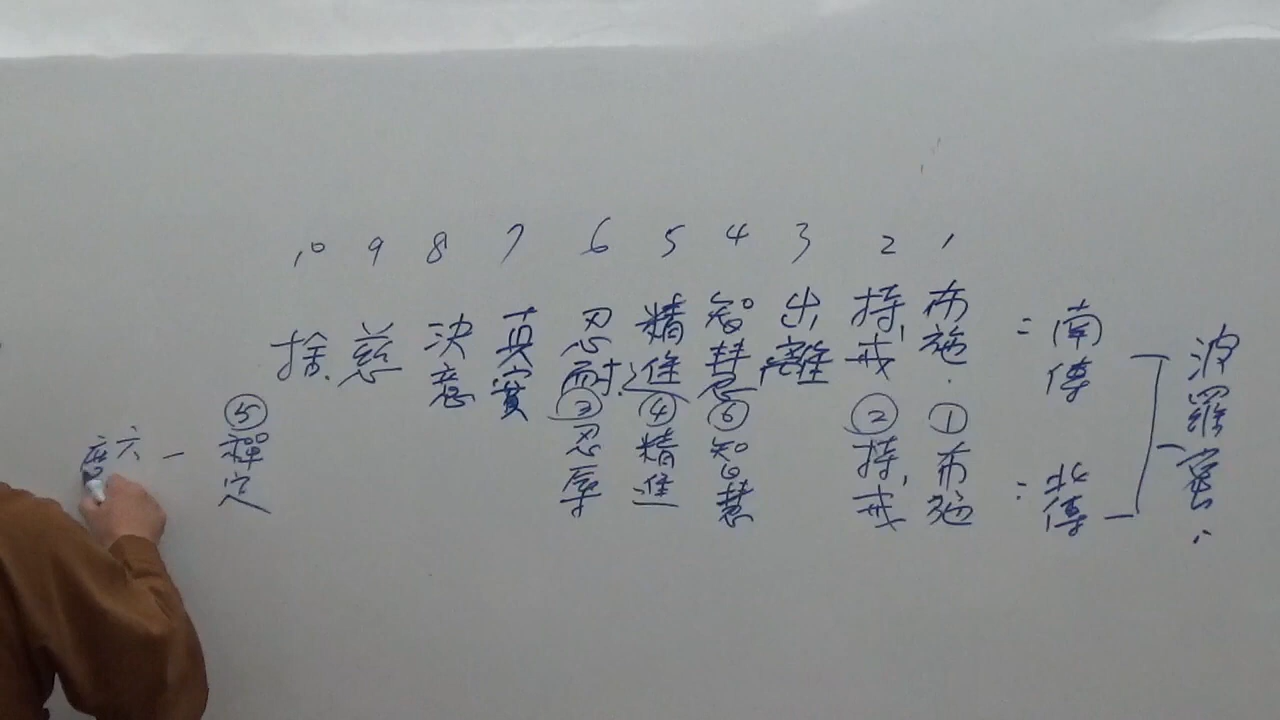 波羅蜜
南傳：
1 布施
2 持戒
3 出離
4 智慧
5 精進
6 忍耐
7 真實
8 決意
9 慈
10 捨
北傳：
①布施
②持戒
⑥智慧
④精進
③忍辱
⑤禪定
六度